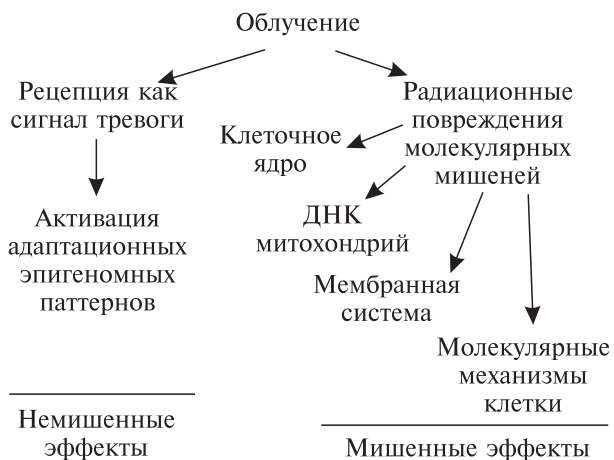 Облучение
Рецепция как
сигнал тревоги
Активация
адаптационных
эпигеномных
паттернов
Немишенные
эффекты
Радиационные
повреждения
молекулярных
мишеней
Клеточное
ядро
ДНК
митохондрий
Мембранная
система
Молекулярные
механизмы
клетки
Мишенные эффекты